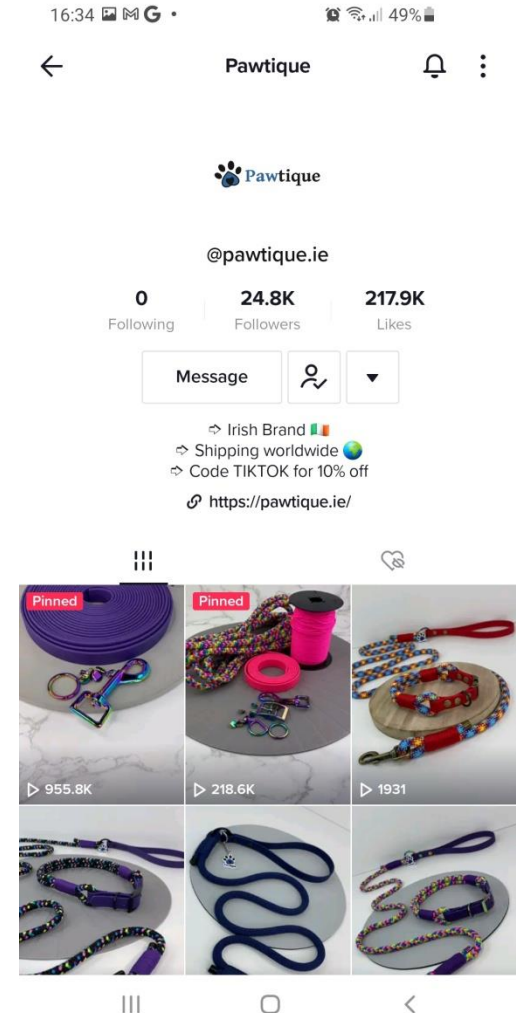 16:34
49%
Pawtique
Pawtique
@pawtique.ie
0 24.8K 217.9K
Following Followers Likes
Message
⇨ Irish Brand 🇮🇪
⇨ Shipping worldwide 🌍
⇨ Code TIKTOK for 10% off
https://pawtique.ie/
Pinned Pinned
955.8K 218.6K 1931